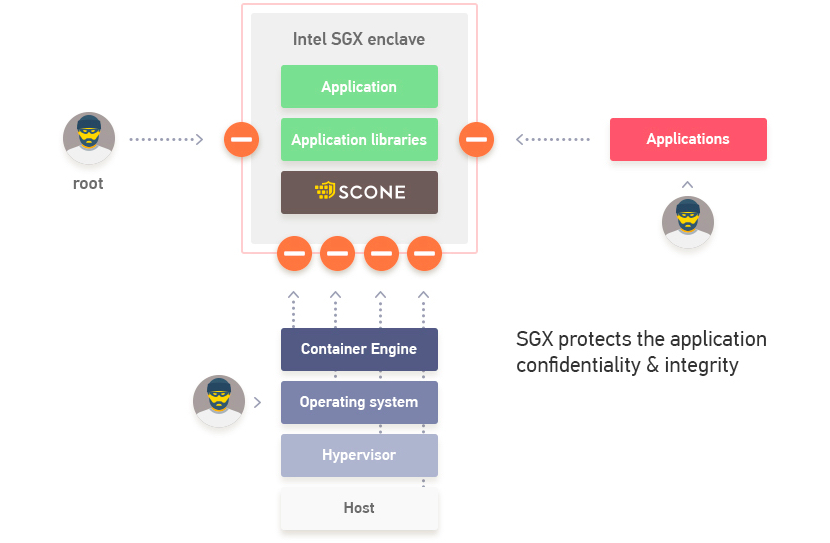 Intel SGX enclave
Application
Application libraries
SCONE
root
Applications
Container Engine
Operating system
Hypervisor
Host
SGX protects the application
confidentiality & integrity